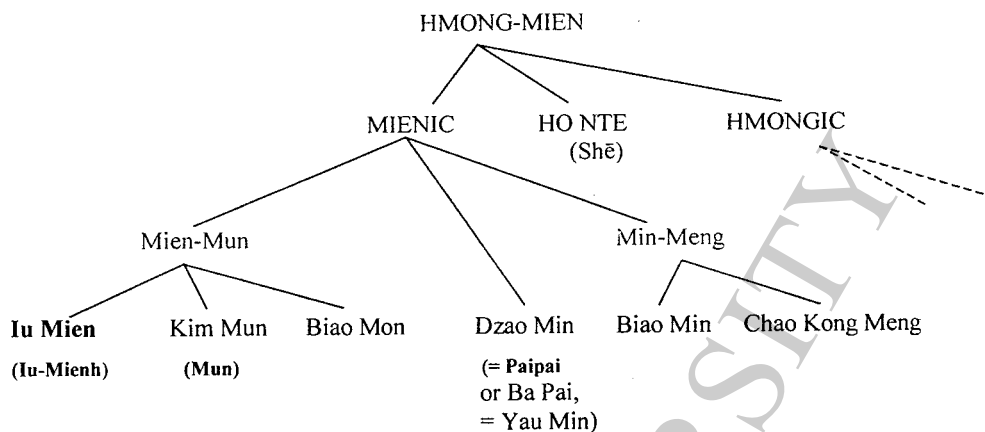 HMONG-MIEN
MIENIC HO NTE HMONGIC
(Shē)
Mien-Mun Min-Meng
Iu Mien Kim Mun Biao Mon Dzao Min Biao Min Chao Kong Meng
(Iu-Mienh) (Mun) (= Paipai
or Ba Pai,
= Yau Min)
RSITY